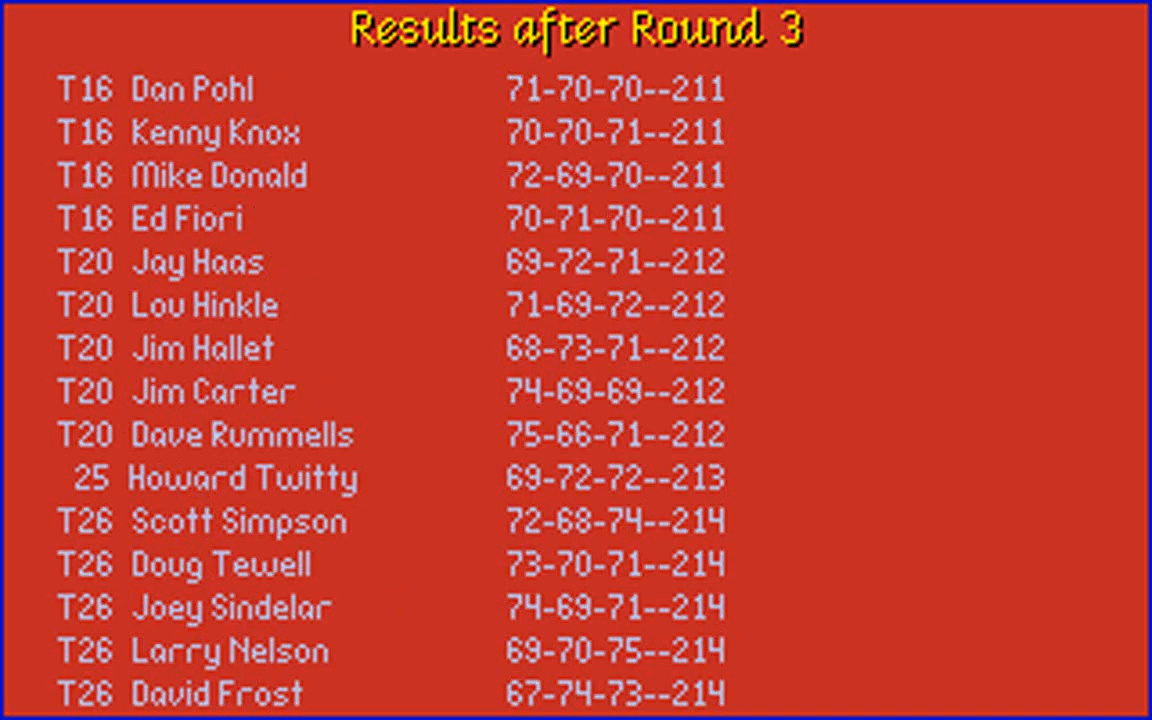 Results after Round 3
T16 Dan Pohl 71-70-70--211
T16 Kenny Knox 70-70-71--211
T16 Mike Donald 72-69-70--211
T16 Ed Fiori 70-71-70--211
T20 Jay Haas 69-72-71--212
T20 Lou Hinkle 71-69-72--212
T20 Jim Hallet 68-73-71--212
T20 Jim Carter 74-69-69--212
T20 Dave Rummells 75-66-71--212
25 Howard Twitty 69-72-72--213
T26 Scott Simpson 72-68-74--214
T26 Doug Tewell 73-70-71--214
T26 Joey Sindelar 74-69-71--214
T26 Larry Nelson 69-70-75--214
T26 David Frost 67-74-73--214